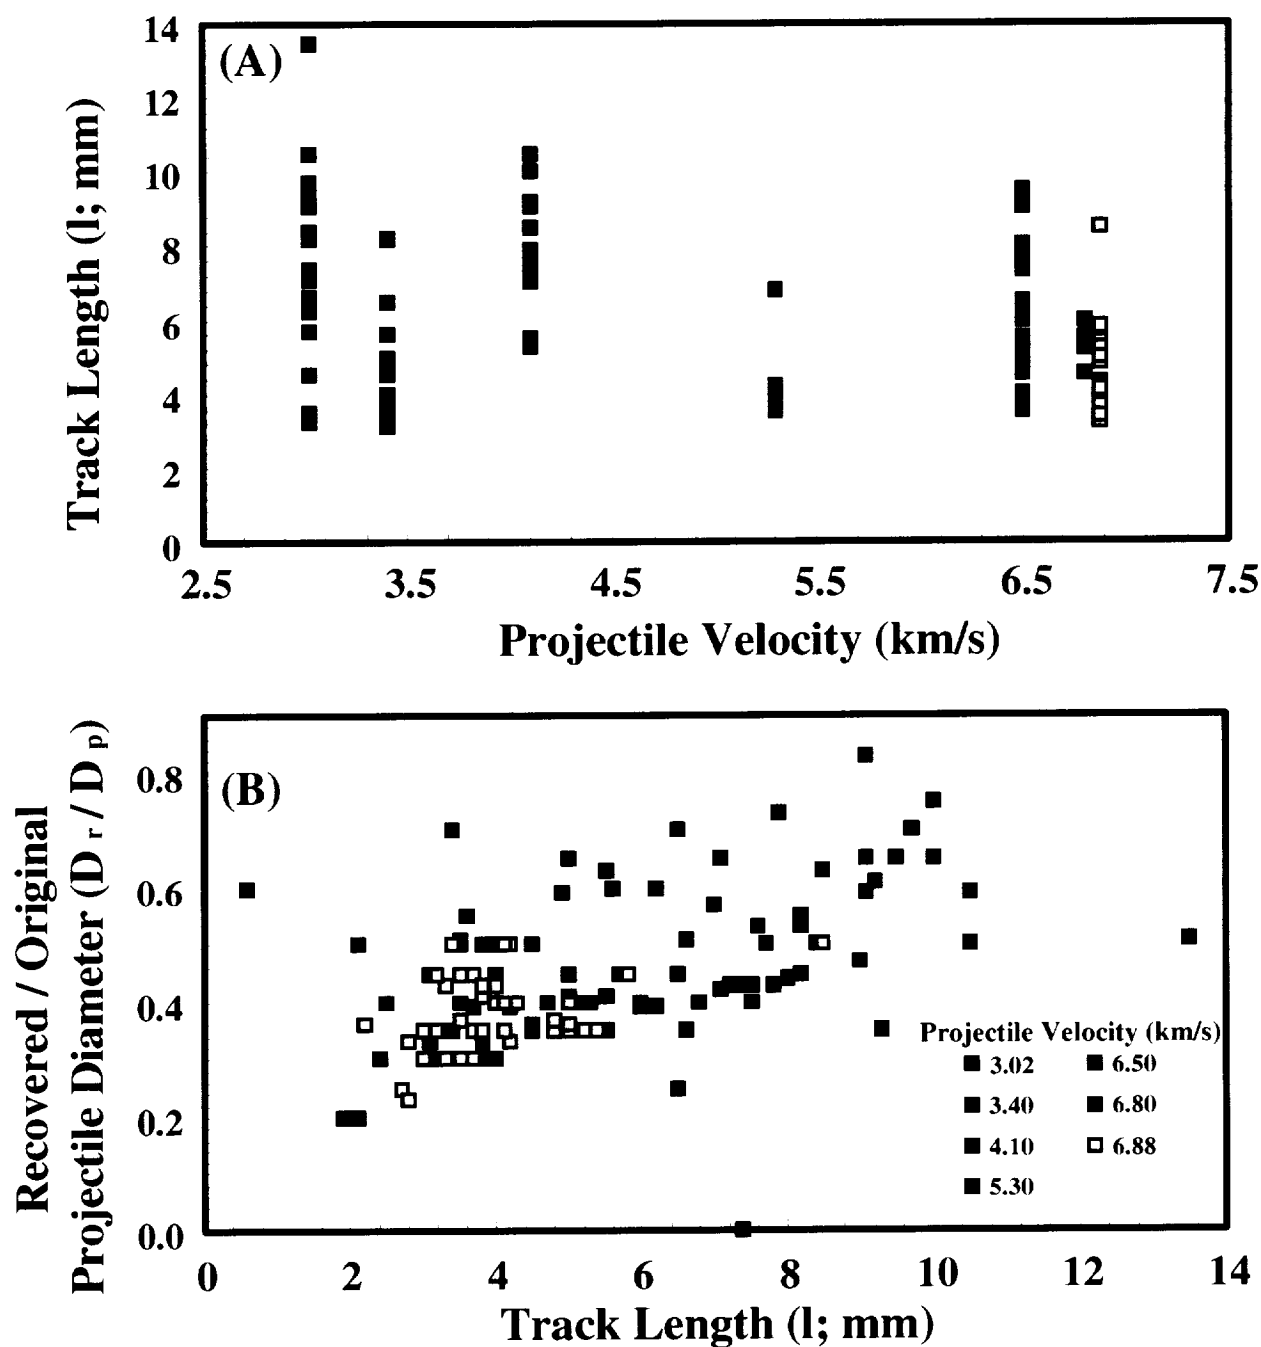 (A)
Track Length (l; mm)
14
12
10
8
6
4
2
0
2.5 3.5 4.5 5.5 6.5 7.5
Projectile Velocity (km/s)
(B)
Recovered / Original
Projectile Diameter (D r / D p)
0.8
0.6
0.4
0.2
0.0
Projectile Velocity (km/s)
3.02 6.50
3.40 6.80
4.10 6.88
5.30
0 2 4 6 8 10 12 14
Track Length (l; mm)